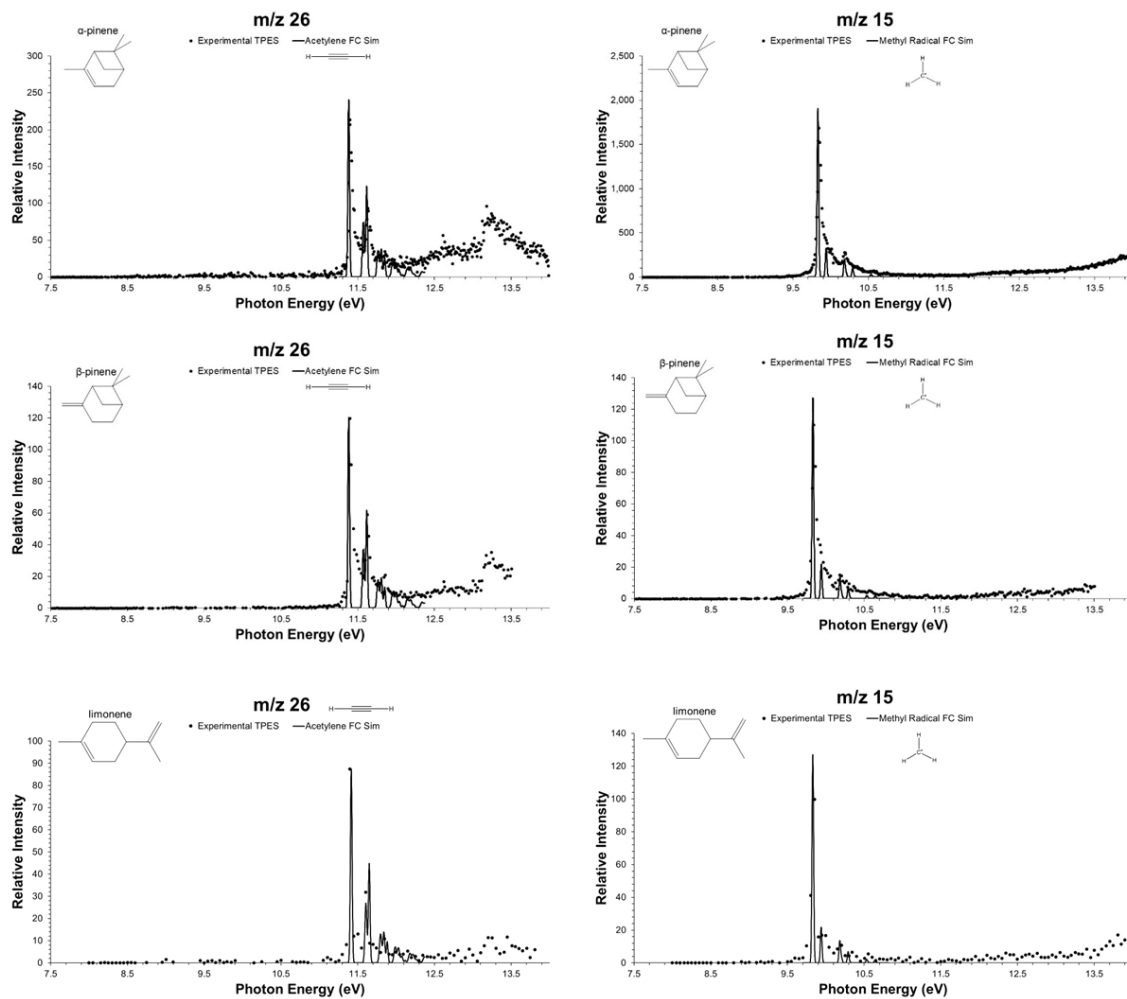 m/z 26
α-pinene
• Experimental TPES — Acetylene FC Sim
H H
300
250
200
150
100
50
0
Relative Intensity
7.5 8.5 9.5 10.5 11.5 12.5 13.5
Photon Energy (eV)
m/z 15
α-pinene
• Experimental TPES — Methyl Radical FC Sim
H
C•
H H
2,500
2,000
1,500
1,000
500
0
Relative Intensity
7.5 8.5 9.5 10.5 11.5 12.5 13.5
Photon Energy (eV)
m/z 26
β-pinene
• Experimental TPES — Acetylene FC Sim
H H
140
120
100
80
60
40
20
0
Relative Intensity
7.5 8.5 9.5 10.5 11.5 12.5 13.5
Photon Energy (eV)
m/z 15
β-pinene
• Experimental TPES — Methyl Radical FC Sim
H
C•
H H
140
120
100
80
60
40
20
0
Relative Intensity
7.5 8.5 9.5 10.5 11.5 12.5 13.5
Photon Energy (eV)
m/z 26
H H
limonene
• Experimental TPES — Acetylene FC Sim
100
90
80
70
60
50
40
30
20
10
0
Relative Intensity
7.5 8.5 9.5 10.5 11.5 12.5 13.5
Photon Energy (eV)
m/z 15
limonene
• Experimental TPES — Methyl Radical FC Sim
H
C•
H H
140
120
100
80
60
40
20
0
Relative Intensity
7.5 8.5 9.5 10.5 11.5 12.5 13.5
Photon Energy (eV)